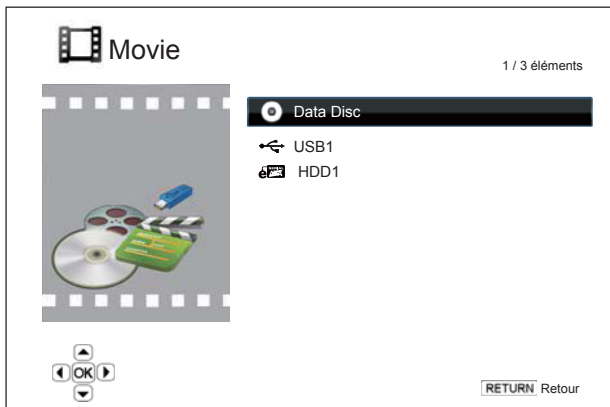 Movie
1 / 3 éléments
Data Disc
USB1
HDD1
OK
RETURN Retour